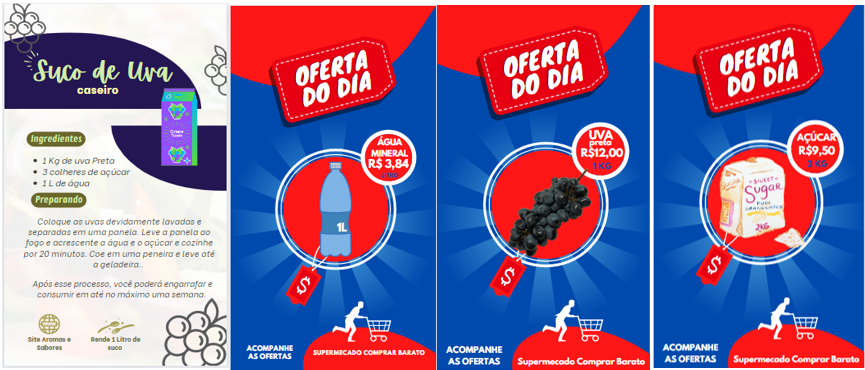 Suco de Uva
caseiro
Grape
Ingredientes
1 Kg de uva Preta
3 colheres de açúcar
1 L de água
Preparando
Coloque as uvas devidamente lavadas e
separadas em uma panela. Leve a panela ao
fogo e acrescente a água e o açúcar e cozinhe
por 20 minutos. Coe em uma peneira e leve até
a geladeira..
Após esse processo, você poderá engarrafar e
consumir em até no máximo uma semana.
Site Aromas e
Sabores
Rende 1 Litro de
suco
OFERTA
DO DIA
ÁGUA
MINERAL
R$ 3,84
1 litro
1L
$
ACOMPANHE
AS OFERTAS
SUPERMECADO COMPRAR BARATO
OFERTA
DO DIA
UVA
preta
R$12,00
1 KG
$
ACOMPANHE
AS OFERTAS
Supermecado Comprar Barato
OFERTA
DO DIA
AÇÚCAR
R$9,50
2 KG
SWEET
Sugar
PURE
GRANULATED
2KG
$
ACOMPANHE
AS OFERTAS
Supermecado Comprar Barato